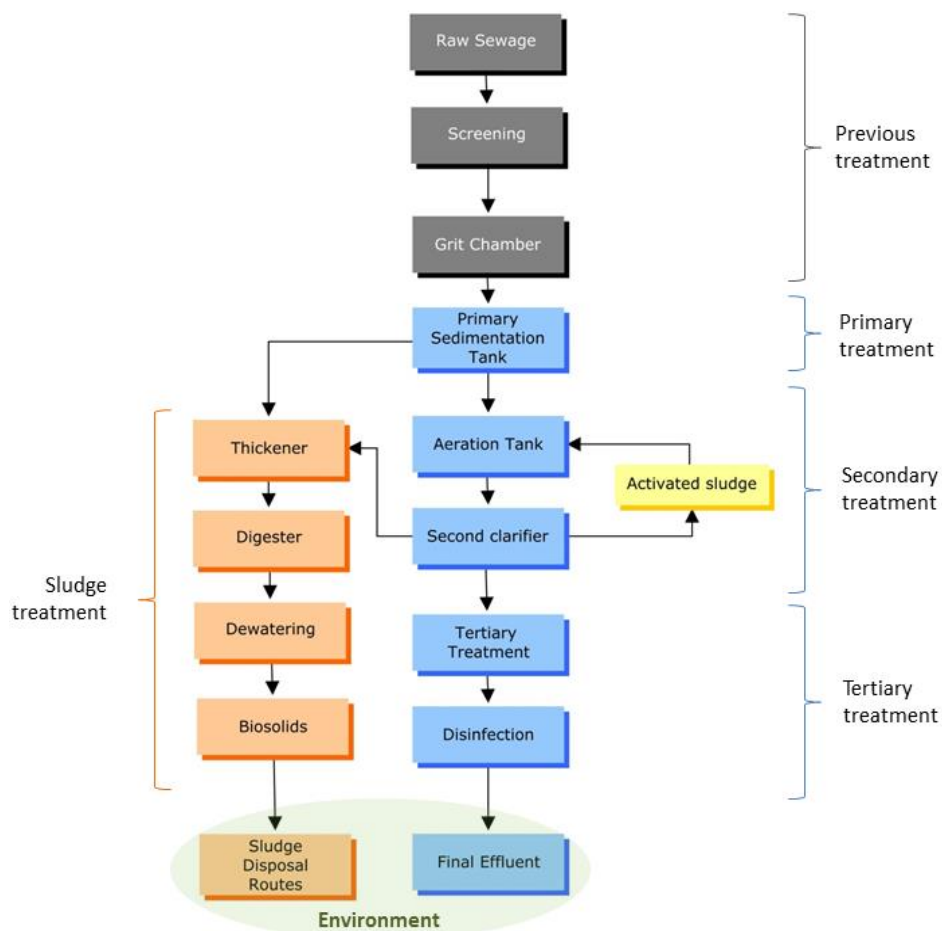 Raw Sewage
Screening
Previous
treatment
Grit Chamber
Primary
Sedimentation
Tank
Primary
treatment
Thickener
Aeration Tank
Activated sludge
Secondary
treatment
Digester
Second clarifier
Sludge
treatment
Dewatering
Tertiary
Treatment
Tertiary
treatment
Biosolids
Disinfection
Sludge
Disposal
Routes
Final Effluent
Environment